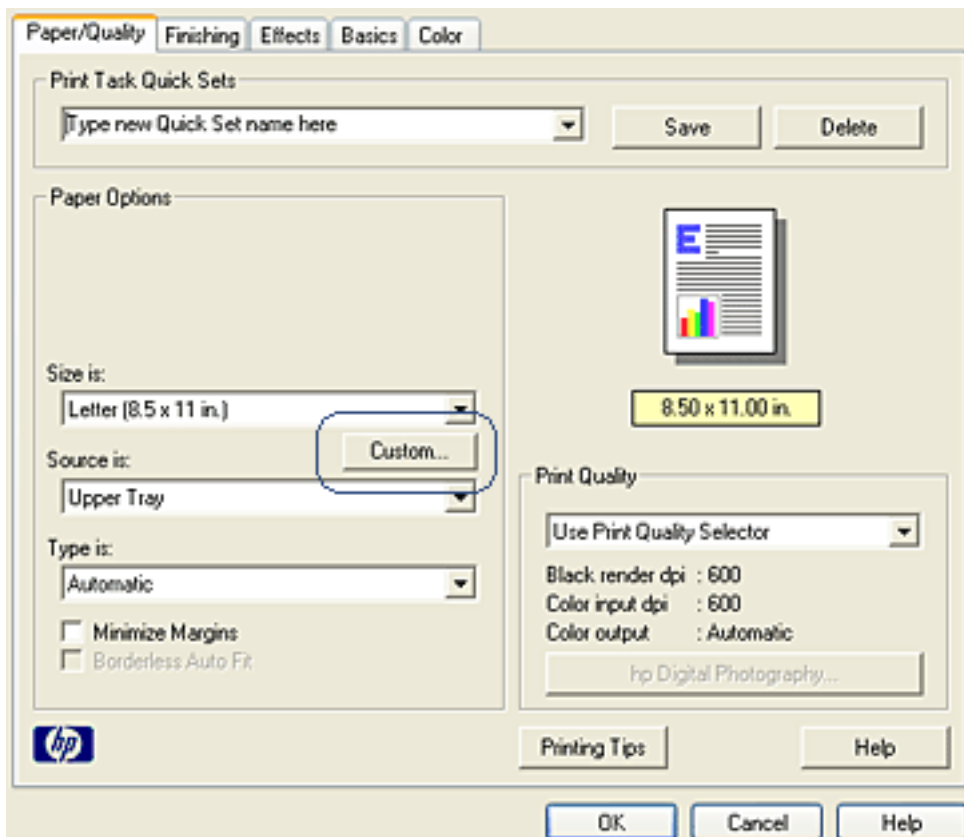 Paper/Quality Finishing Effects Basics Color
Print Task Quick Sets
Type new Quick Set name here Save Delete
Paper Options
Size is:
Letter (8.5 x 11 in.)
8.50 x 11.00 in.
Custom...
Source is:
Upper Tray
Print Quality
Use Print Quality Selector
Type is:
Automatic
Black render dpi : 600
Color input dpi : 600
Minimize Margins
Color output : Automatic
Borderless Auto Fit
hp Digital Photography...
hp
Printing Tips Help
OK Cancel Help